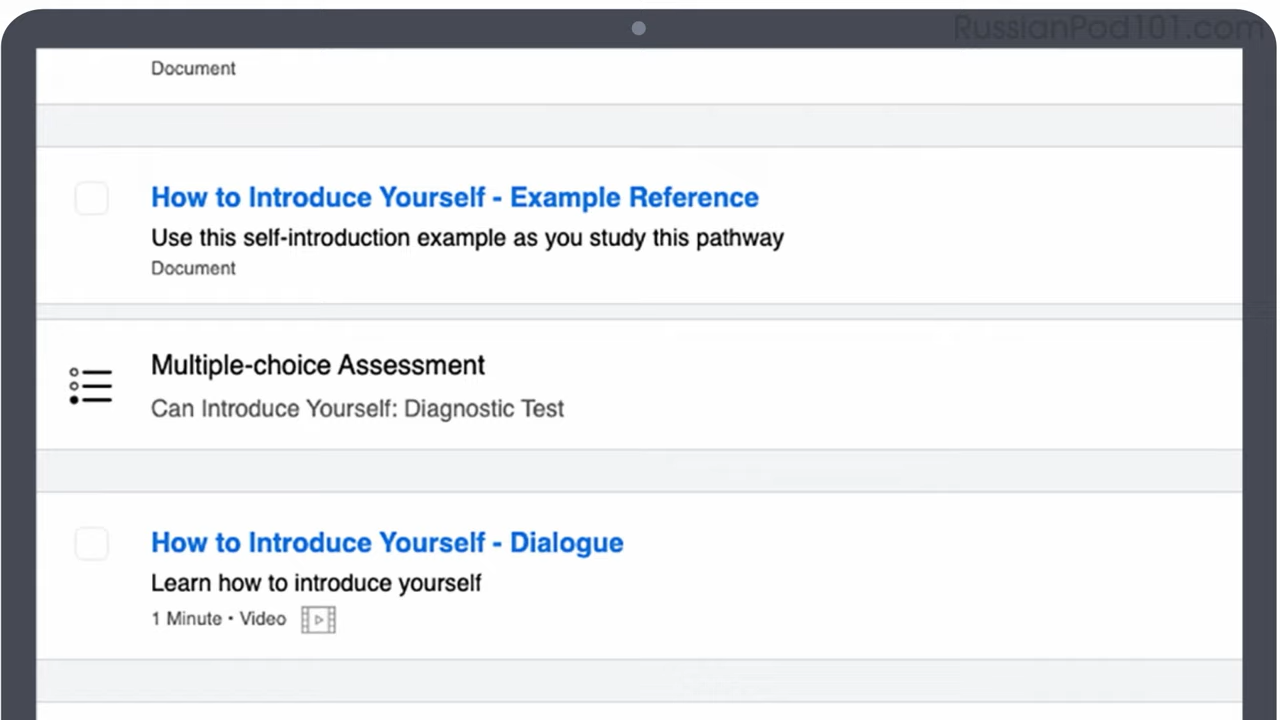 RussianPod101.com
Document
How to Introduce Yourself - Example Reference
Use this self-introduction example as you study this pathway
Document
Multiple-choice Assessment
Can Introduce Yourself: Diagnostic Test
How to Introduce Yourself - Dialogue
Learn how to introduce yourself
1 Minute • Video